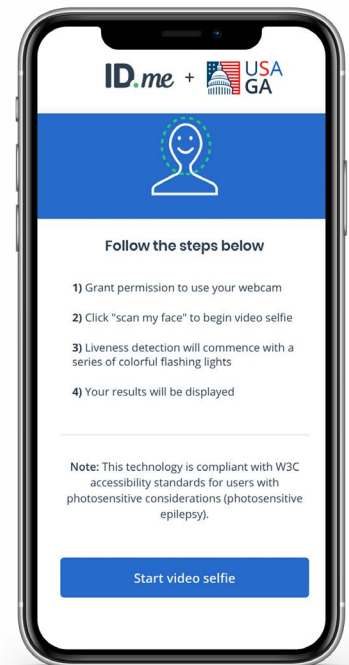 ID.me + USA
GA
Follow the steps below
1) Grant permission to use your webcam
2) Click "scan my face" to begin video selfie
3) Liveness detection will commence with a
series of colorful flashing lights
4) Your results will be displayed
Note: This technology is compliant with W3C
accessibility standards for users with
photosensitive considerations (photosensitive
epilepsy).
Start video selfie